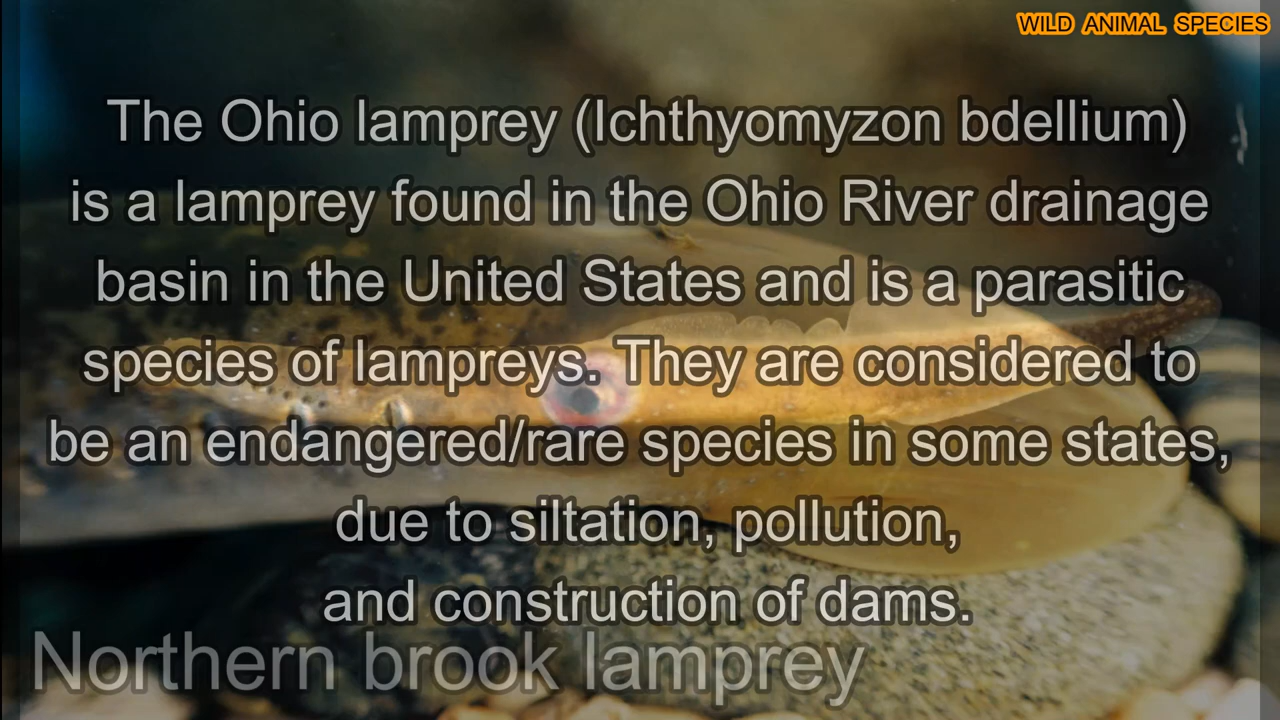 WILD ANIMAL SPECIES
The Ohio lamprey (Ichthyomyzon bdellium)
is a lamprey found in the Ohio River drainage
basin in the United States and is a parasitic
species of lampreys. They are considered to
be an endangered/rare species in some states,
due to siltation, pollution,
and construction of dams.
Northern brook lamprey